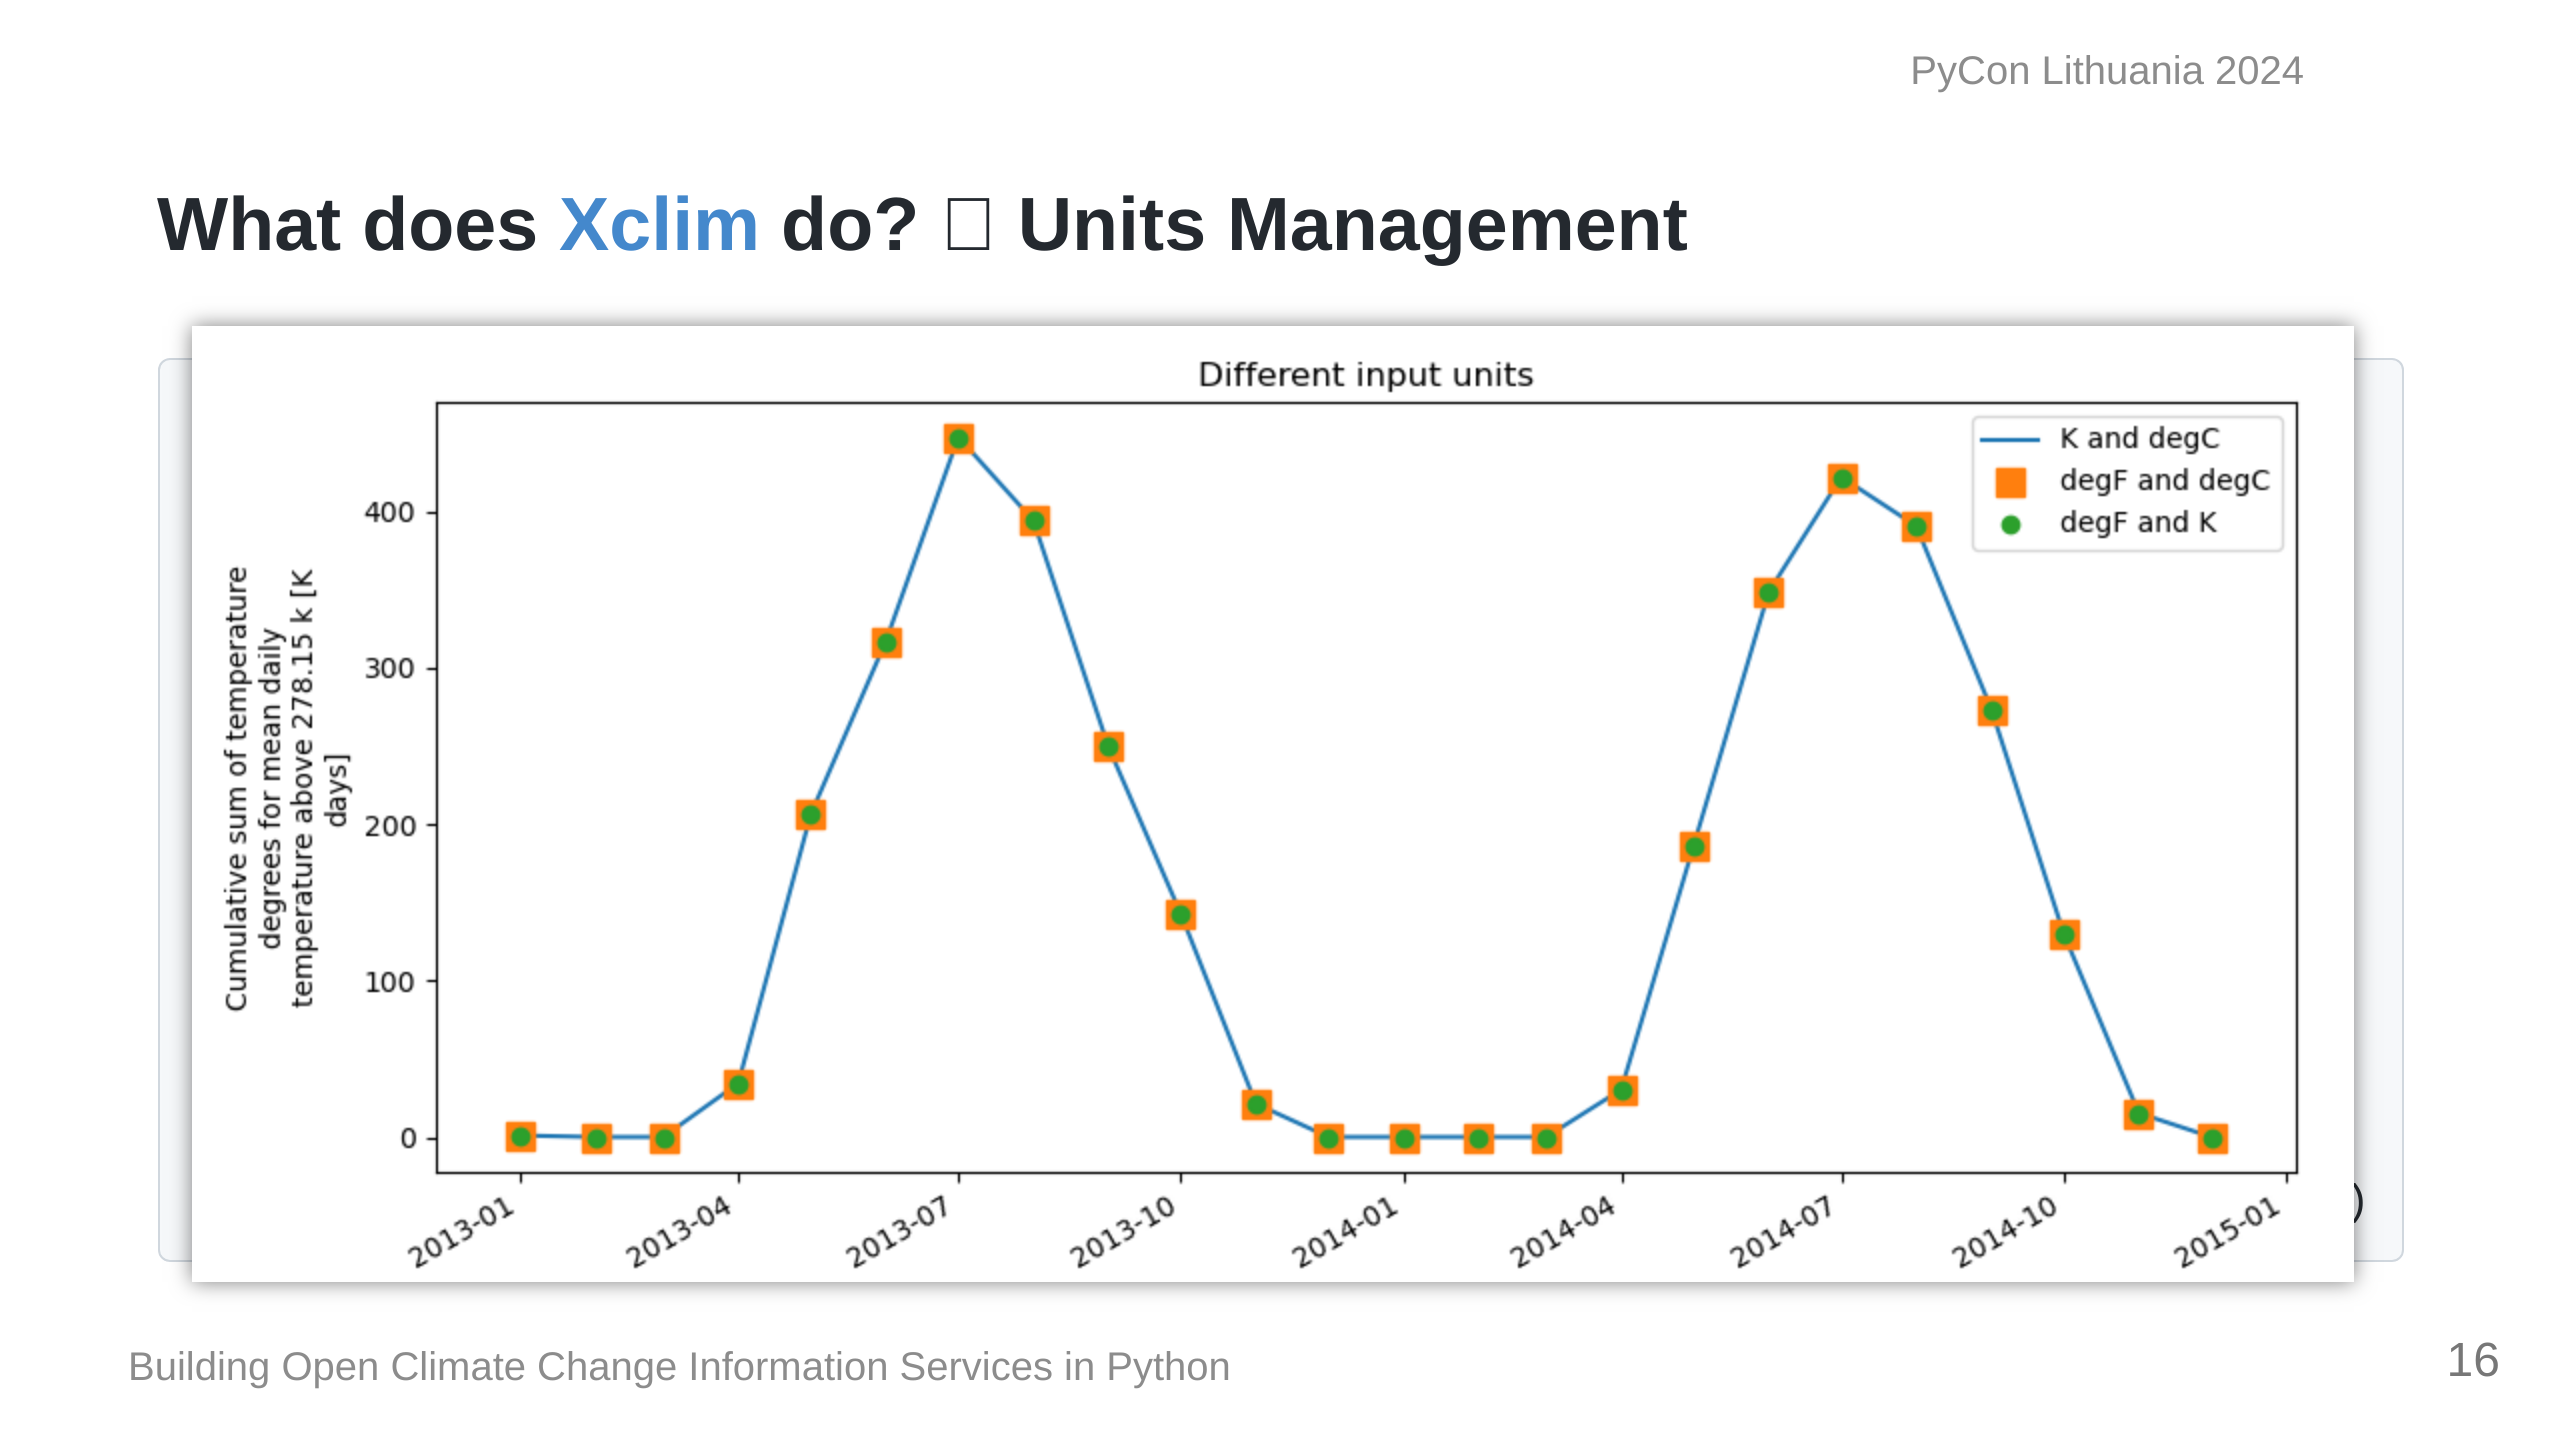 PyCon Lithuania 2024
What does Xclim do? Units Management
Different input units
K and degC
degF and degC
degF and K
Cumulative sum of temperature
degrees for mean daily
temperature above 278.15 k [K
days]
400
300
200
100
0
2013-01
2013-04
2013-07
2013-10
2014-01
2014-04
2014-07
2014-10
2015-01
)
Building Open Climate Change Information Services in Python
16